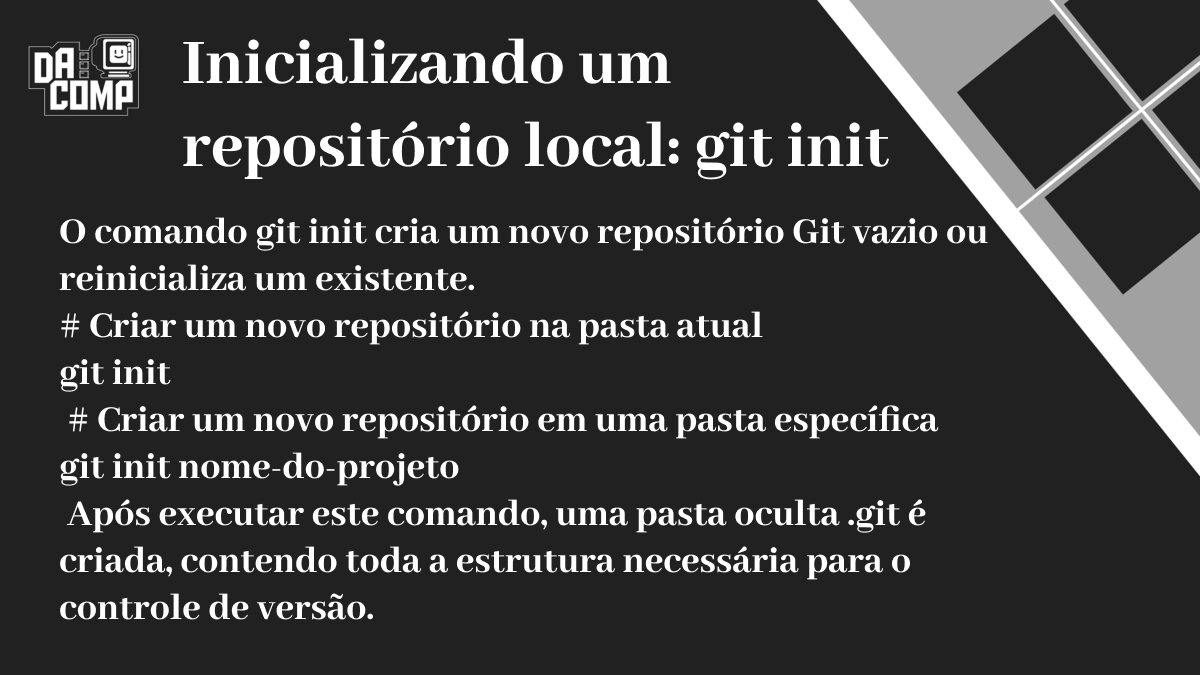 DA
COMP
Inicializando um
repositório local: git init
O comando git init cria um novo repositório Git vazio ou
reinicializa um existente.
# Criar um novo repositório na pasta atual
git init
# Criar um novo repositório em uma pasta específica
git init nome-do-projeto
Após executar este comando, uma pasta oculta .git é
criada, contendo toda a estrutura necessária para o
controle de versão.